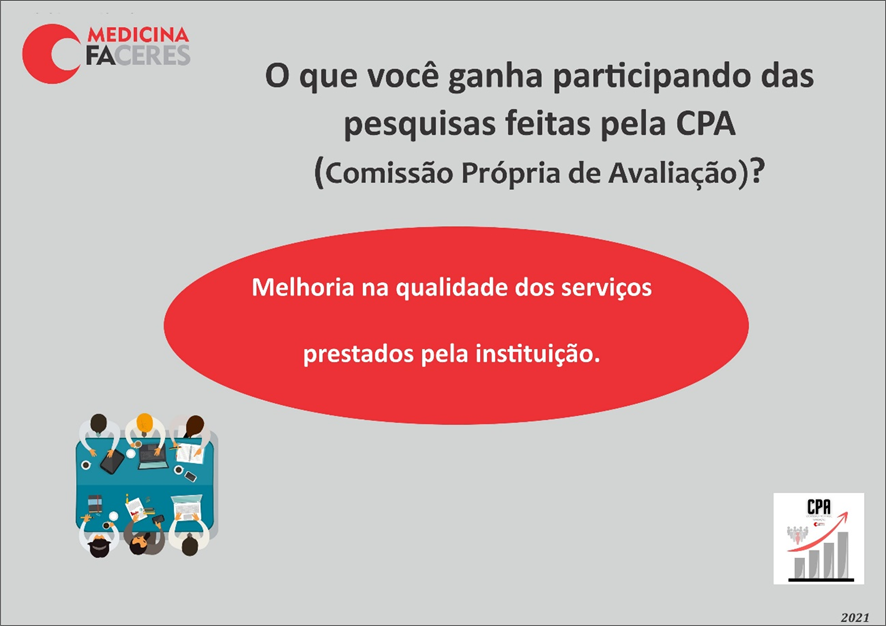 MEDICINA
FACERES
O que você ganha participando das
pesquisas feitas pela CPA
(Comissão Própria de Avaliação)?
Melhoria na qualidade dos serviços
prestados pela instituição.
CPA
2021